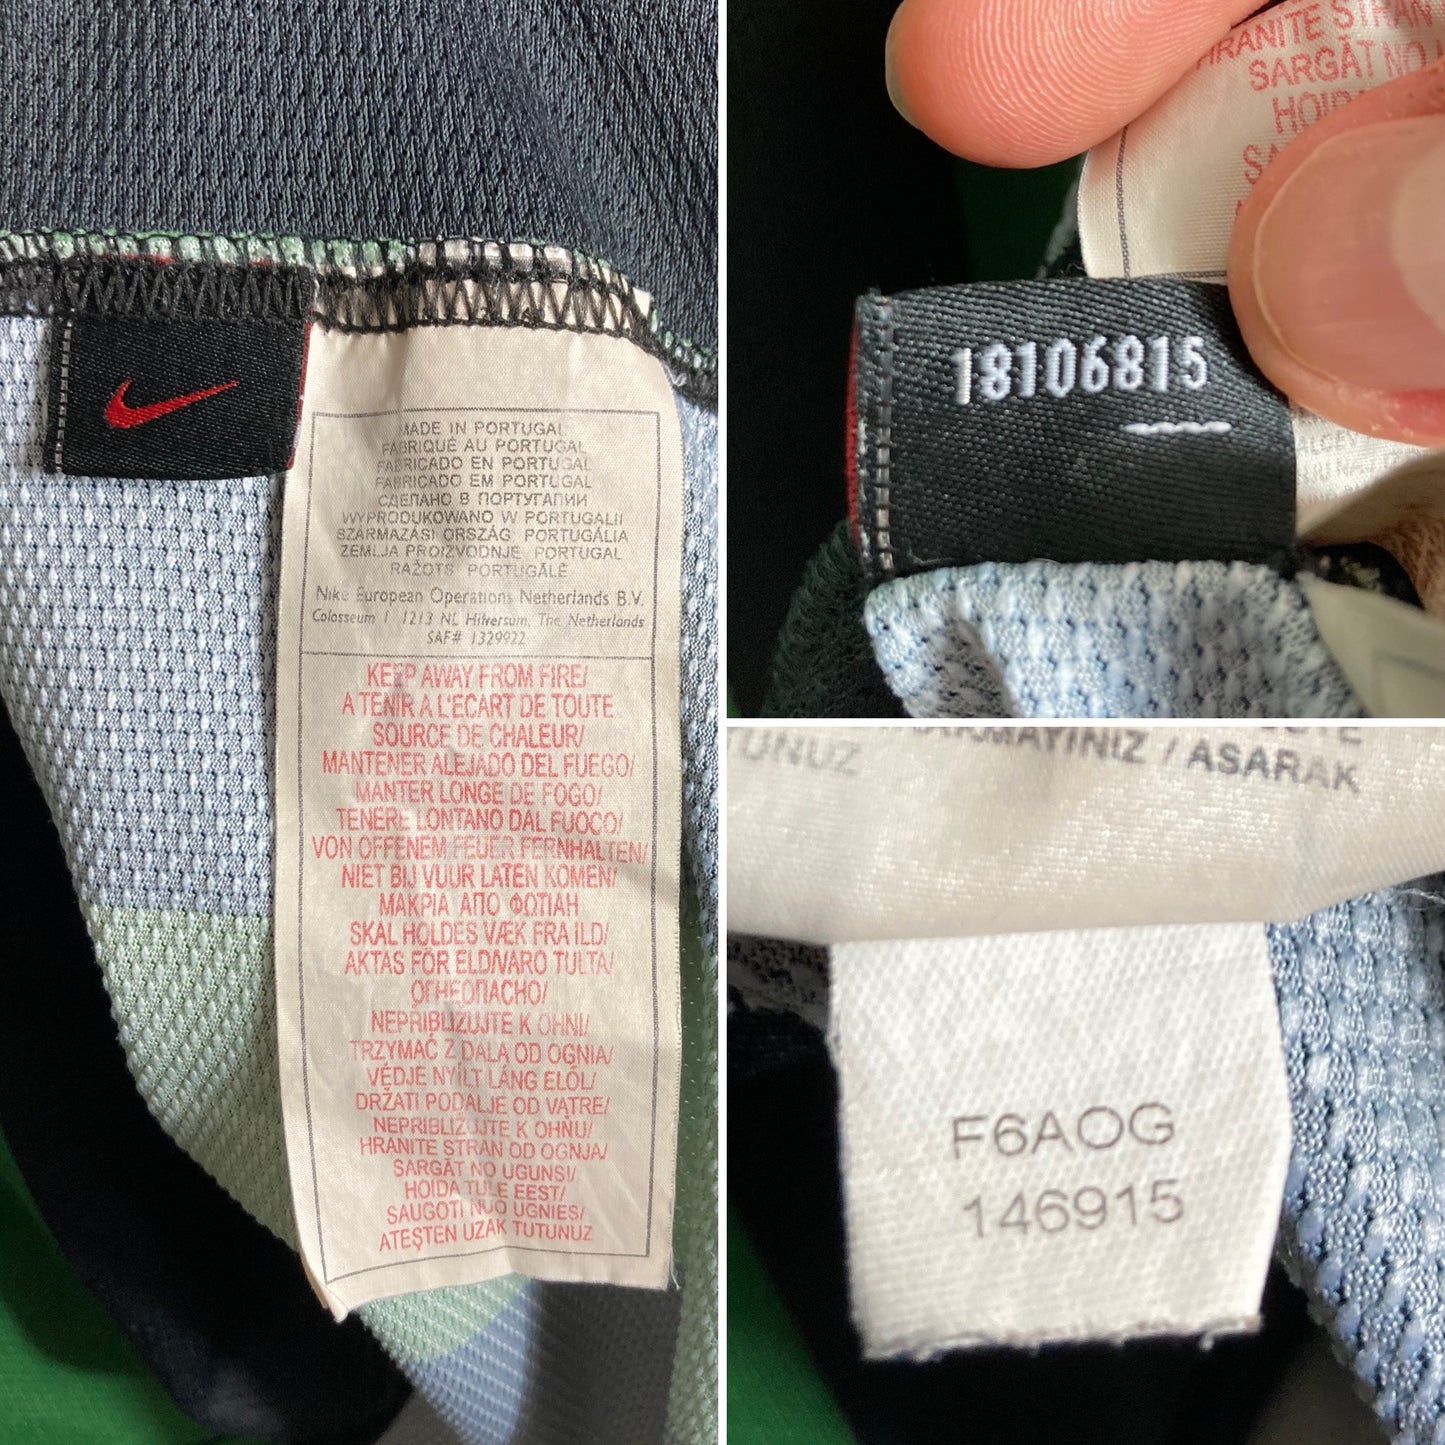 MADE IN PORTUGAL
FABRIQUÉ AU PORTUGAL
FABRICADO EN PORTUGAL
FABRICADO EM PORTUGAL
СДЕЛАНО В ПОРТУГАЛИИ
WYPRODUKOWANO W PORTUGALII
SZÁRMAZÁSI ORSZÁG PORTUGÁLIA
ZEMLJA PROIZVODNJE PORTUGAL
RAŽOTS PORTUGĀLĒ
Nike European Operations Netherlands B.V.
Colosseum 1 1213 NL Hilversum, The Netherlands
SAF# 1329922
KEEP AWAY FROM FIRE/
A TENIR A L'ECART DE TOUTE
SOURCE DE CHALEUR/
MANTENER ALEJADO DEL FUEGO/
MANTER LONGE DE FOGO/
TENERE LONTANO DAL FUOCO/
VON OFFENEM FEUER FERNHALTEN/
NIET BIJ VUUR LATEN KOMEN/
ΜΑΚΡΙΑ ΑΠΟ ΦΩΤΙΑΗ
SKAL HOLDES VÆK FRA ILD/
AKTAS FÖR ELDIVARO TULTA/
ОГНЕОПАСНО/
NEPRIBLIZUJTE K OHNI/
TRZYMAĆ Z DALA OD OGNIA/
VÉDJE NYÍLT LÁNG ELÓL/
DRŽATI PODALJE OD VATRE/
NEPRIBLIŽUJTE K OHŇU/
HRANITE STRAN OD OGNJA/
SARGĀT NO UGUNS/
HOIDA TULE EEST/
SAUGOTI NUO UGNIES/
ATEŞTEN UZAK TUTUNUZ
HRANITE STRAN
SARGĀT NO
18106815
TUNUZ
/ ASARAK
F6AOG
146915